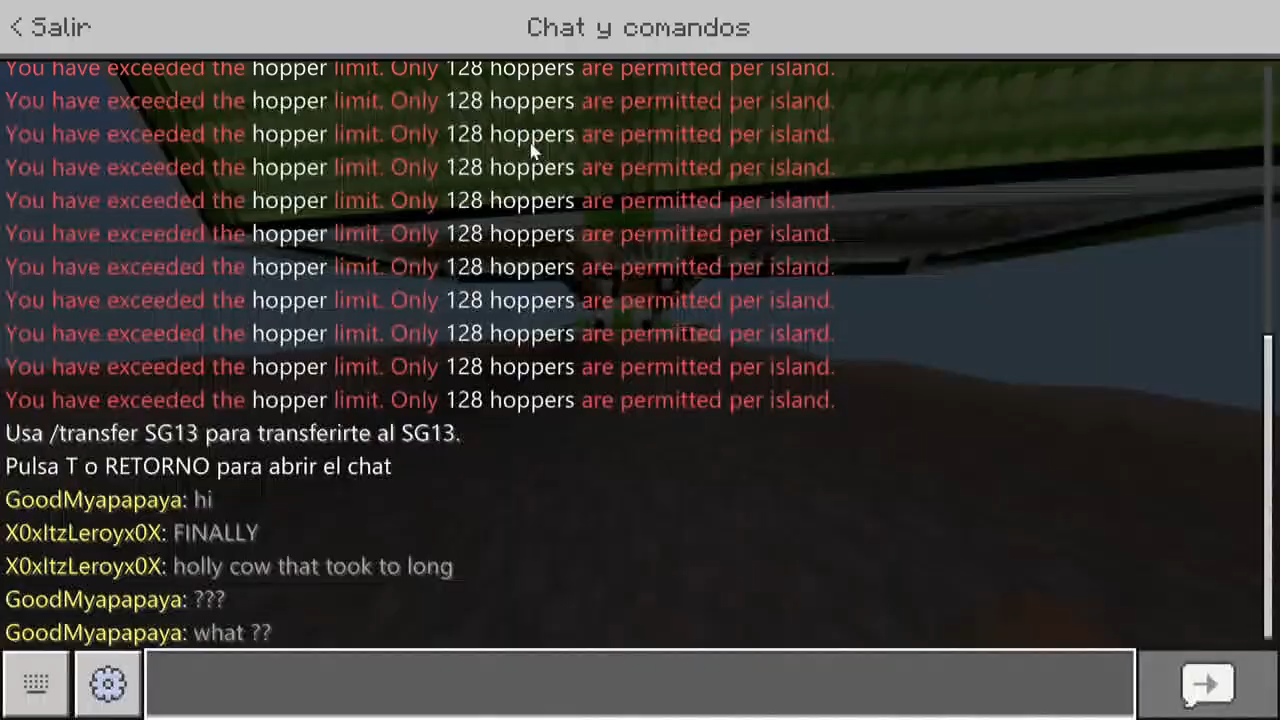 < Salir
Chat y comandos
You have exceeded the hopper limit. Only 128 hoppers are permitted per island.
You have exceeded the hopper limit. Only 128 hoppers are permitted per island.
You have exceeded the hopper limit. Only 128 hoppers are permitted per island.
You have exceeded the hopper limit. Only 128 hoppers are permitted per island.
You have exceeded the hopper limit. Only 128 hoppers are permitted per island.
You have exceeded the hopper limit. Only 128 hoppers are permitted per island.
You have exceeded the hopper limit. Only 128 hoppers are permitted per island.
You have exceeded the hopper limit. Only 128 hoppers are permitted per island.
You have exceeded the hopper limit. Only 128 hoppers are permitted per island.
You have exceeded the hopper limit. Only 128 hoppers are permitted per island.
You have exceeded the hopper limit. Only 128 hoppers are permitted per island.
Usa /transfer SG13 para transferirte al SG13.
Pulsa T o RETORNO para abrir el chat
GoodMyapapaya: hi
X0xItzLeroyx0X: FINALLY
X0xItzLeroyx0X: holly cow that took to long
GoodMyapapaya: ???
GoodMyapapaya: what ??